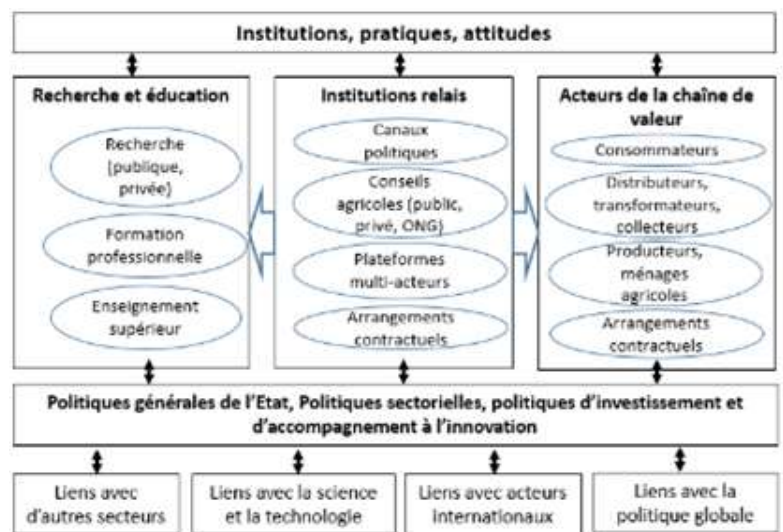 Institutions, pratiques, attitudes
Recherche et éducation
Recherche
(publique,
privée)
Formation
professionnelle
Enseignement
supérieur
Institutions relais
Canaux
politiques
Conseils
agricoles (public,
privé, ONG)
Plateformes
multi-acteurs
Arrangements
contractuels
Acteurs de la chaîne de
valeur
Consommateurs
Distributeurs,
transformateurs,
collecteurs
Producteurs,
ménages
agricoles
Arrangements
contractuels
Politiques générales de l'Etat, Politiques sectorielles, politiques d'investissement et
d'accompagnement à l'innovation
Liens avec
d'autres secteurs
Liens avec la science
et la technologie
Liens avec acteurs
internationaux
Liens avec la
politique globale